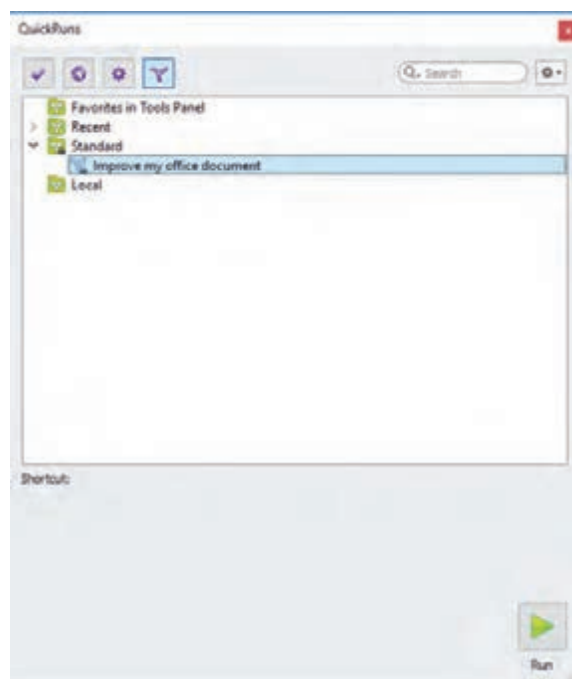 QuickRuns
Search
Favorites in Tools Panel
Recent
Standard
Improve my office document
Local
Shortcut:
Run